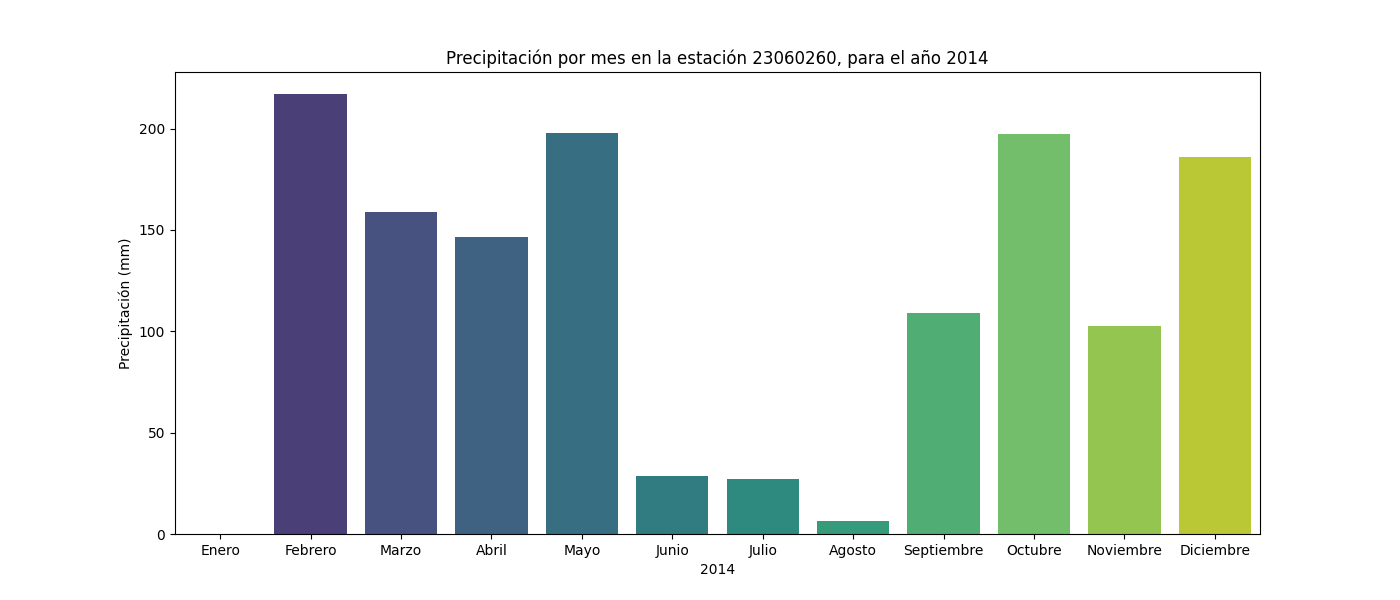 Precipitación por mes en la estación 23060260, para el año 2014
Precipitación (mm)
200
150
100
50
0
Enero Febrero Marzo Abril Mayo Junio Julio Agosto Septiembre Octubre Noviembre Diciembre
2014